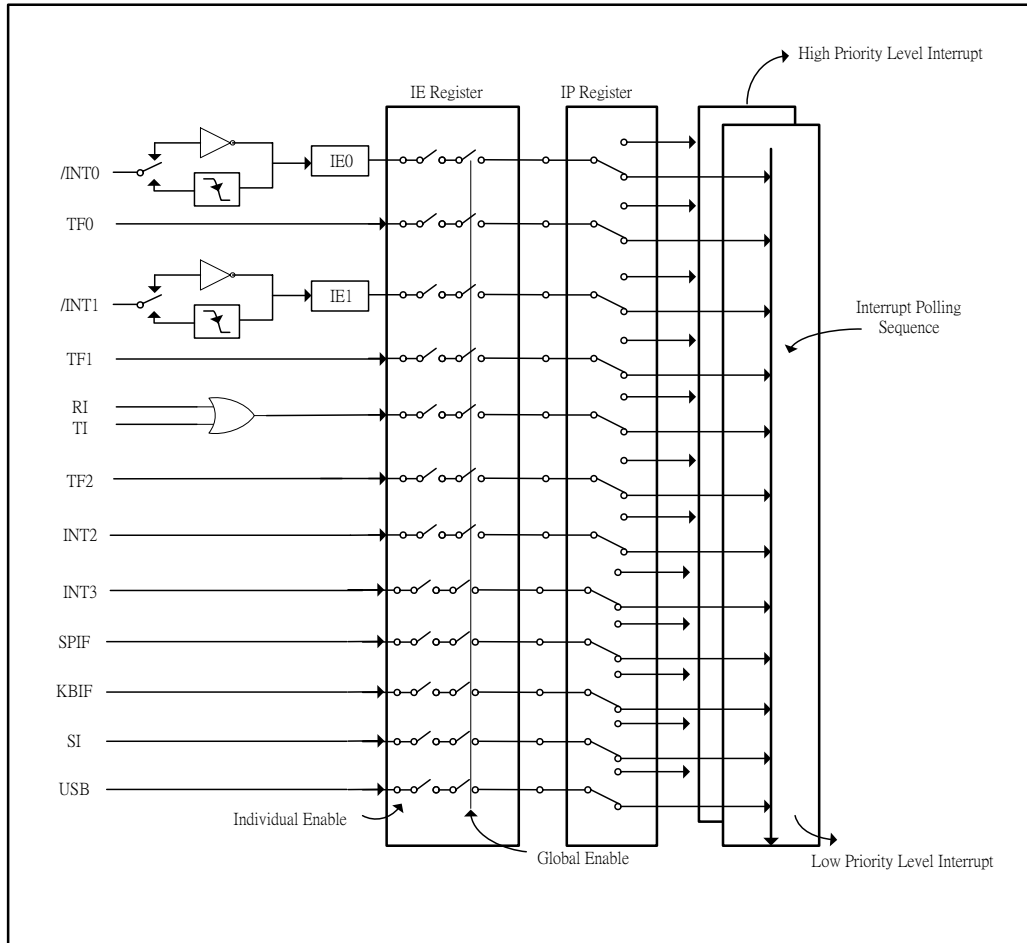 High Priority Level Interrupt
IE Register
IP Register
/INT0
IE0
TF0
/INT1
IE1
Interrupt Polling
Sequence
TF1
RI
TI
TF2
INT2
INT3
SPIF
KBIF
SI
USB
Individual Enable
Global Enable
Low Priority Level Interrupt